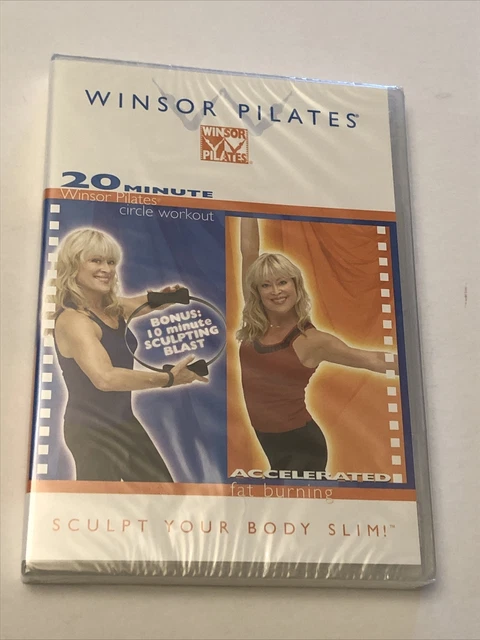 WINSOR PILATES®
WINSOR
PILATES
20 MINUTE
Winsor Pilates®
circle workout
BONUS:
10 minute
SCULPTING
BLAST
ACCELERATED
fat burning
SCULPT YOUR BODY SLIM!™